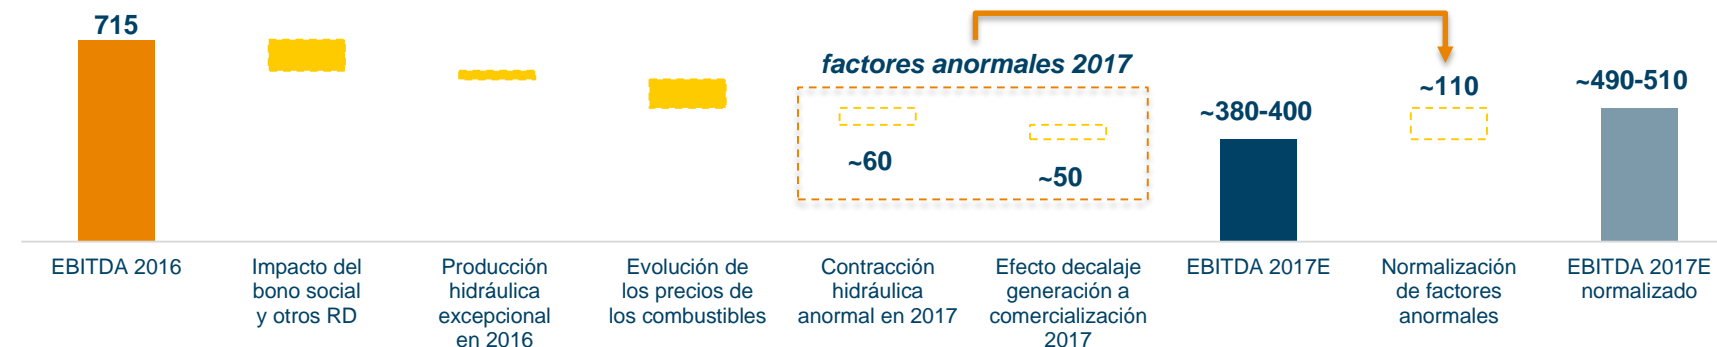 715
factores anormales 2017
~60
~50
~380-400
~110
~490-510
EBITDA 2016
Impacto del
bono social
y otros RD
Producción
hidráulica
excepcional
en 2016
Evolución de
los precios de
los combustibles
Contracción
hidráulica
anormal en 2017
Efecto decalaje
generación a
comercialización
2017
EBITDA 2017E
Normalización
de factores
anormales
EBITDA 2017E
normalizado